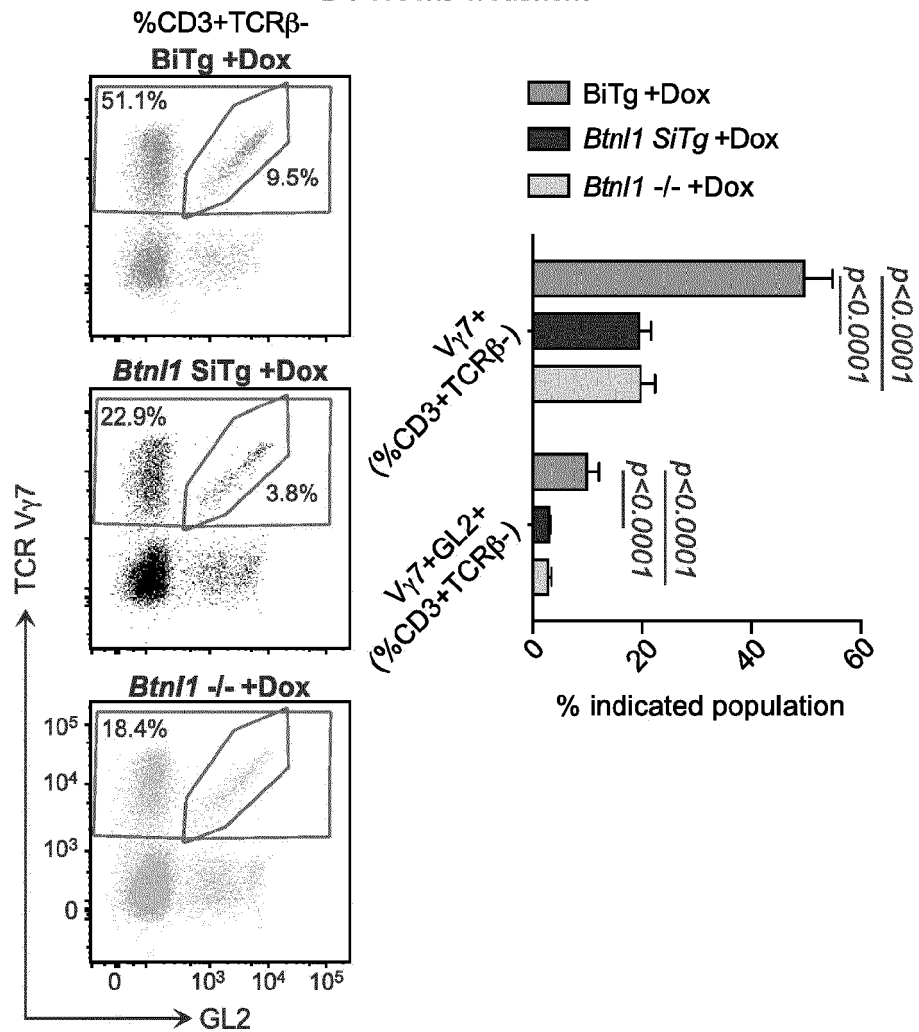 %CD3+TCRβ-
BiTg +Dox
51.1%
9.5%
Btnl1 SiTg +Dox
22.9%
3.8%
Btnl1 -/- +Dox
18.4%
10⁵
10⁴
10³
0
0
10³
10⁴
10⁵
TCR Vγ7
GL2
BiTg +Dox
Btnl1 SiTg +Dox
Btnl1 -/- +Dox
Vγ7+
(%CD3+TCRβ-)
Vγ7+GL2+
(%CD3+TCRβ-)
p<0.0001
p<0.0001
p<0.0001
p<0.0001
0
20
40
60
% indicated population